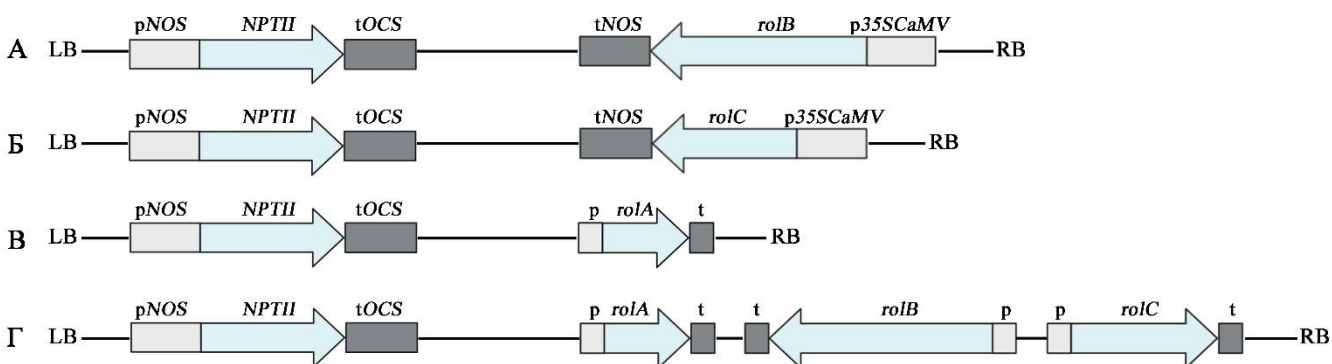 pNOS NPTII tOCS tNOS rolB p35SCaMV
А LB RB
pNOS NPTII tOCS tNOS rolC p35SCaMV
Б LB RB
pNOS NPTII tOCS p rolA t
В LB RB
pNOS NPTII tOCS p rolA t t rolB p p rolC t
Г LB RB